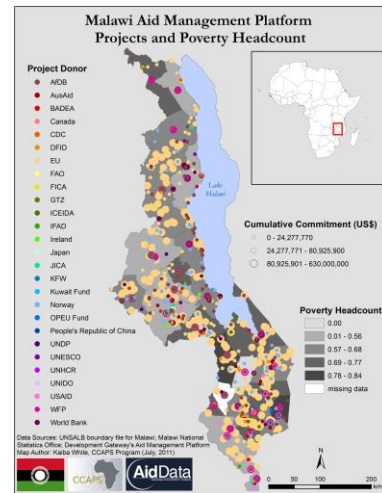 Malawi Aid Management Platform
Projects and Poverty Headcount
Project Donor
AfDB
AusAid
BADEA
Canada
CDC
DFID
EU
FAO
FICA
GTZ
ICEIDA
IFAD
Ireland
Japan
JICA
KFW
Kuwait Fund
Norway
OPEU Fund
People's Republic of China
UNDP
UNESCO
UNHCR
UNIDO
USAID
WFP
World Bank
Lake
Malawi
Cumulative Commitment (US$)
0 - 24,277,770
24,277,771 - 80,925,900
80,925,901 - 630,000,000
Poverty Headcount
0.00
0.01 - 0.56
0.57 - 0.68
0.69 - 0.77
0.78 - 0.84
missing data
Data Sources: UNSALB boundary file for Malawi; Malawi National
Statistics Office; Development Gateway's Aid Management Platform
Map Author: Kaiba White, CCAPS Program (July, 2011)
CCAPS
AidData
N
0 50 100 200
km